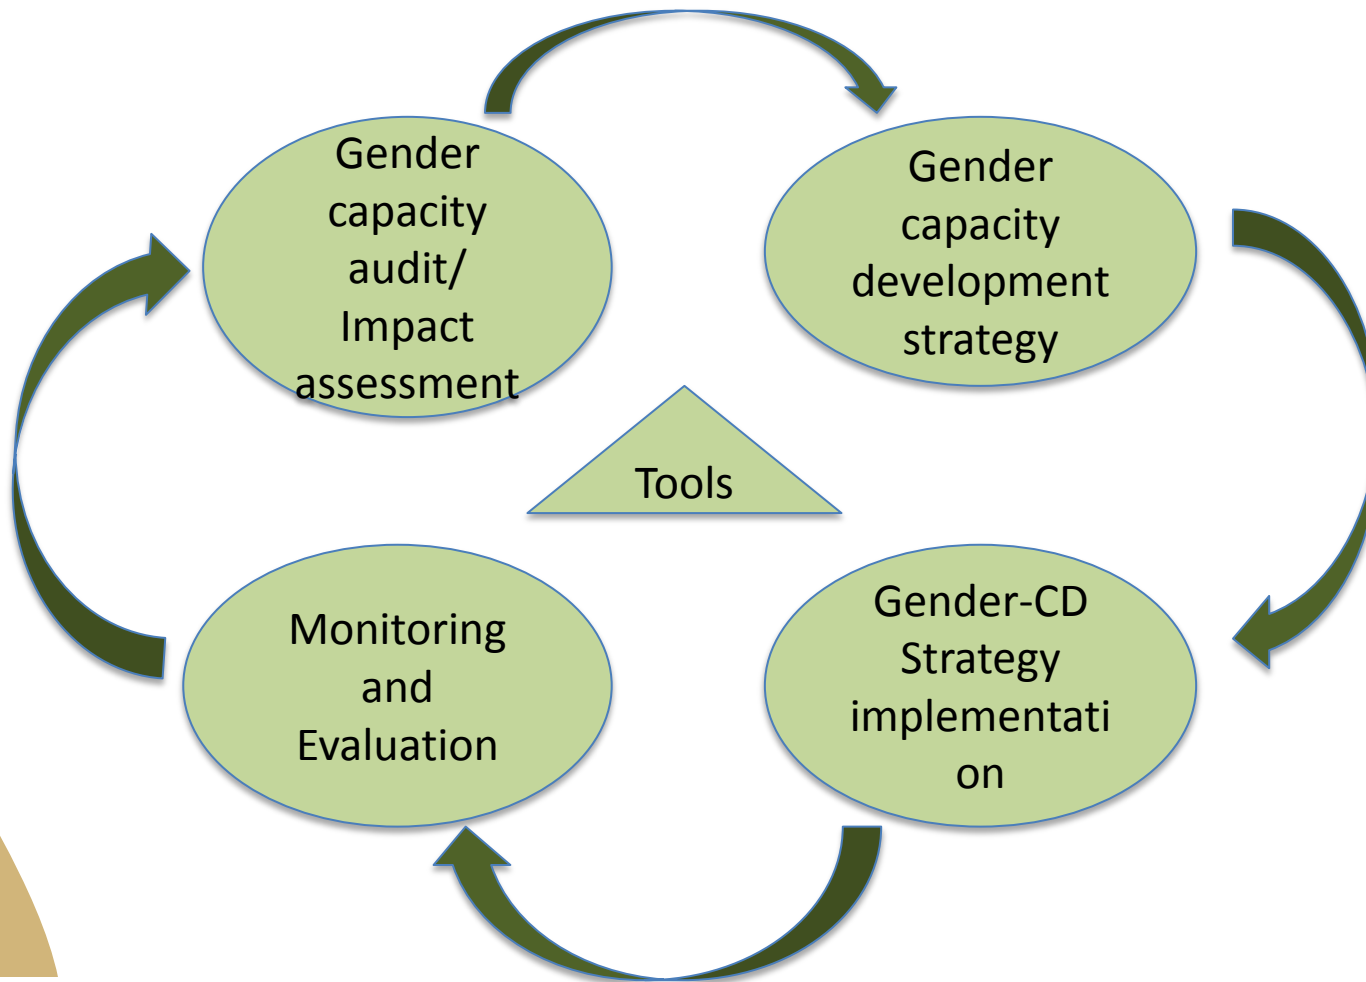 Gender
capacity
audit/
Impact
assessment
Gender
capacity
development
strategy
Tools
Monitoring
and
Evaluation
Gender-CD
Strategy
implementati
on